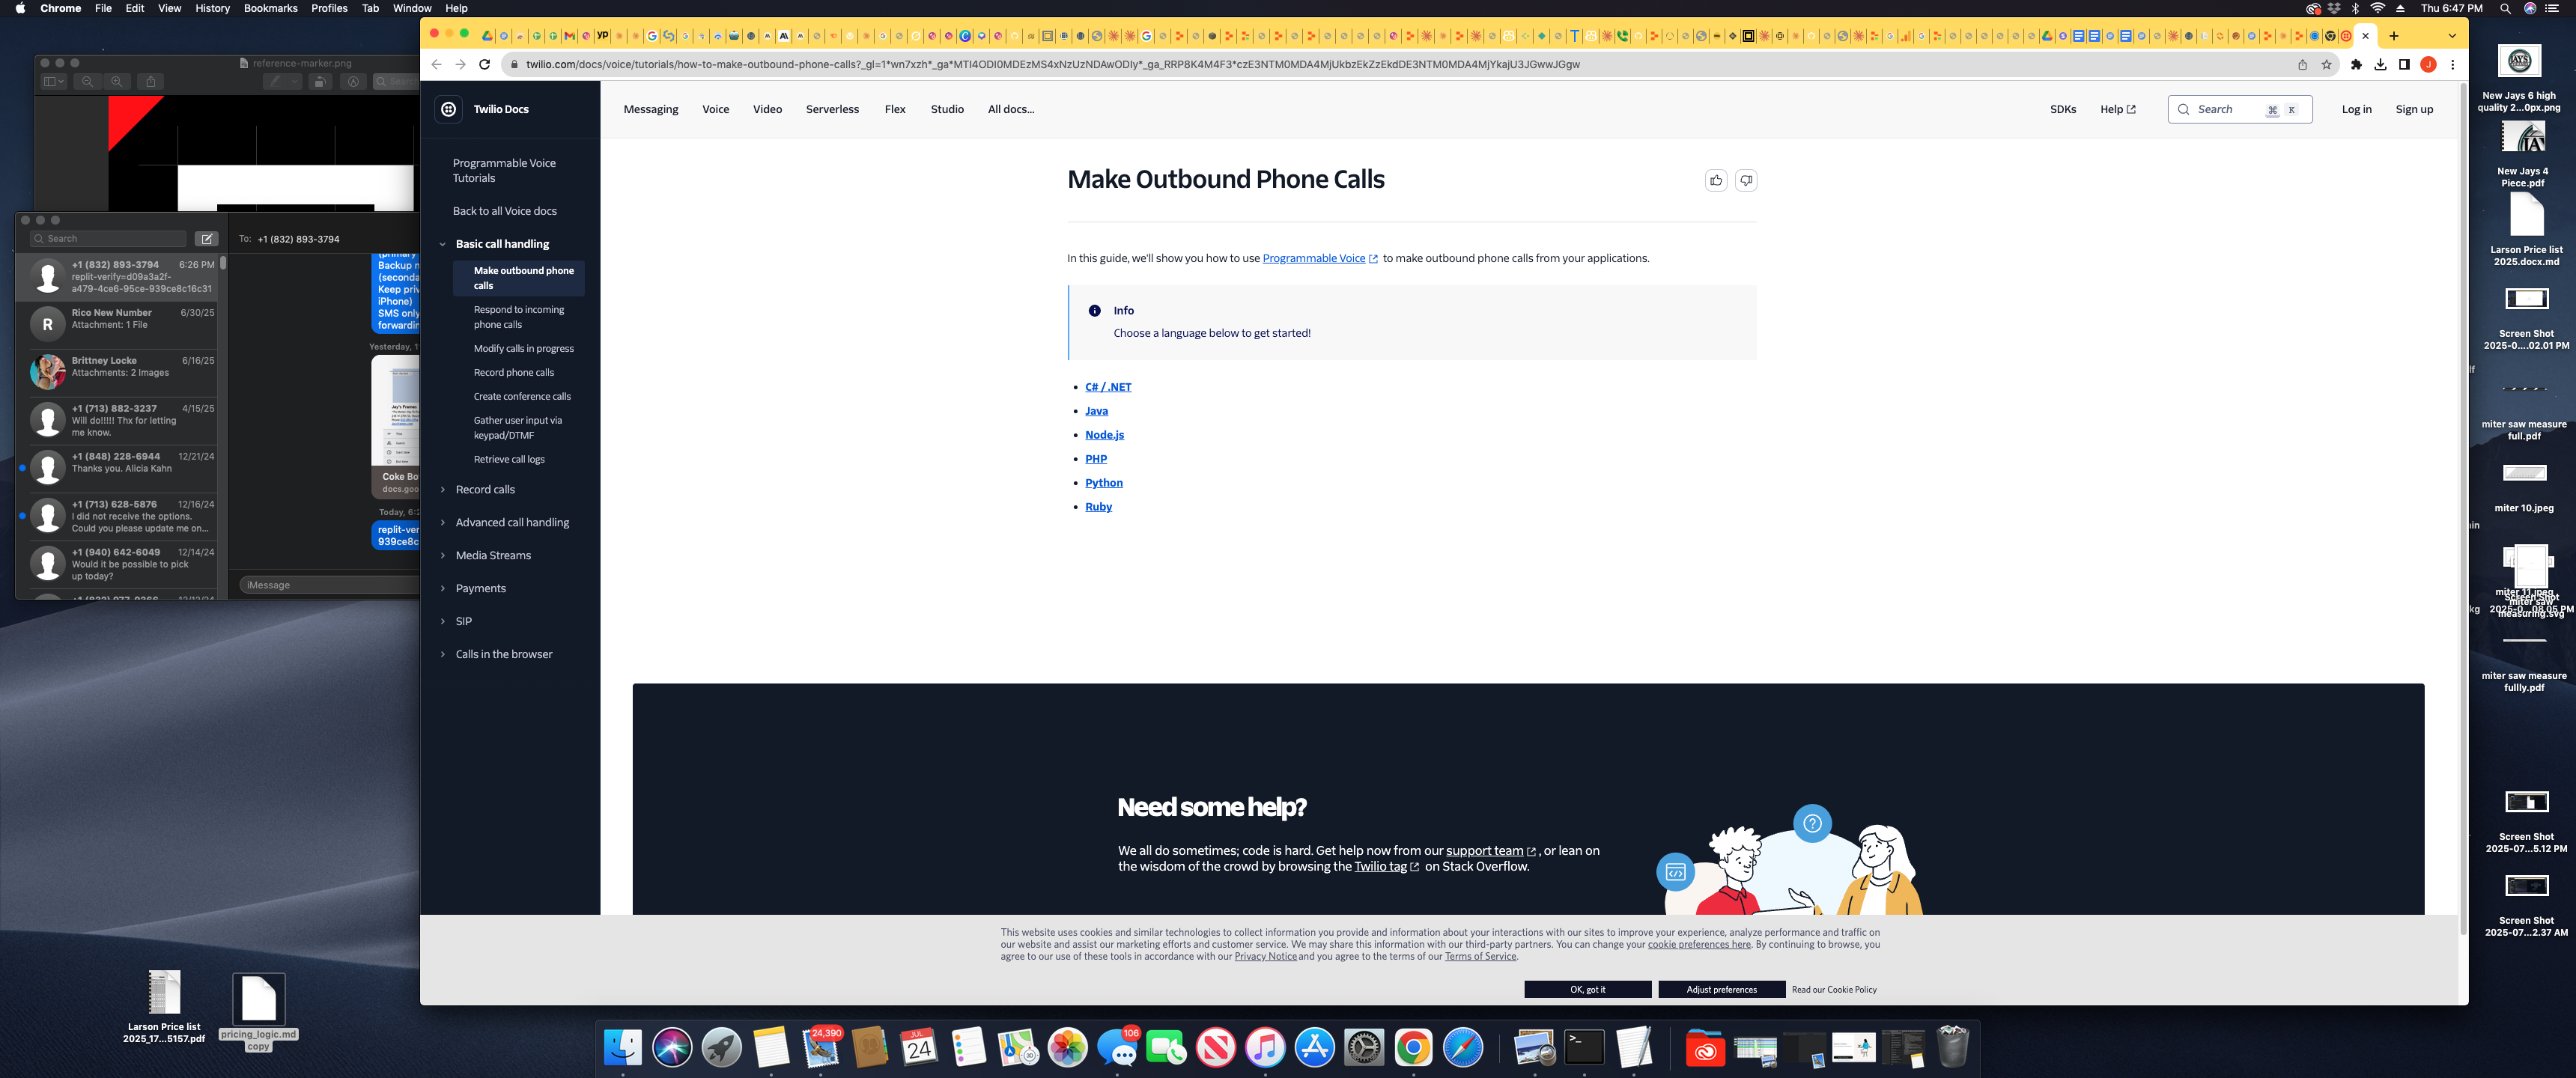 Chrome File Edit View History Bookmarks Profiles Tab Window Help
Thu 6:47 PM
reference-marker.png
Search
Search
To: +1 (832) 893-3794
+1 (832) 893-3794 6:26 PM
replit-verify=d09a3a2f-
a479-4ce6-95ce-939ce8c16c31
R
Rico New Number 6/30/25
Attachment: 1 File
Brittney Locke 6/16/25
Attachments: 2 Images
+1 (713) 882-3237 4/15/25
Will do!!!!! Thx for letting
me know.
+1 (848) 228-6944 12/21/24
Thanks you. Alicia Kahn
+1 (713) 628-5876 12/16/24
I did not receive the options.
Could you please update me on...
+1 (940) 642-6049 12/14/24
Would it be possible to pick
up today?
(primary
Backup n
(seconda
Keep priv
iPhone)
SMS only
forwardin
Yesterday, 1
Jay's Frames
Coke Bo
docs.goo
Today, 6:2
replit-ver
939ce8c
iMessage
twilio.com/docs/voice/tutorials/how-to-make-outbound-phone-calls?_gl=1*wn7xzh*_ga*MTI4ODI0MDEzMS4xNzUzNDAwODIy*_ga_RRP8K4M4F3*czE3NTM0MDA4MjUkbzEkZzEkdDE3NTM0MDA4MjYkajU3JGwwJGgw
J
Twilio Docs
Messaging Voice Video Serverless Flex Studio All docs...
SDKs Help Search ⌘ K Log in Sign up
Programmable Voice
Tutorials
Back to all Voice docs
Basic call handling
Make outbound phone
calls
Respond to incoming
phone calls
Modify calls in progress
Record phone calls
Create conference calls
Gather user input via
keypad/DTMF
Retrieve call logs
Record calls
Advanced call handling
Media Streams
Payments
SIP
Calls in the browser
Make Outbound Phone Calls
In this guide, we'll show you how to use Programmable Voice to make outbound phone calls from your applications.
Info
Choose a language below to get started!
C# / .NET
Java
Node.js
PHP
Python
Ruby
Need some help?
We all do sometimes; code is hard. Get help now from our support team , or lean on
the wisdom of the crowd by browsing the Twilio tag on Stack Overflow.
This website uses cookies and similar technologies to collect information you provide and information about your interactions with our sites to improve your experience, analyze performance and traffic on
our website and assist our marketing efforts and customer service. We may share this information with our third-party partners. You can change your cookie preferences here. By continuing to browse, you
agree to our use of these tools in accordance with our Privacy Notice and you agree to the terms of our Terms of Service.
OK, got it Adjust preferences Read our Cookie Policy
New Jays 6 high
quality 2...0px.png
New Jays 4
Piece.pdf
Larson Price list
2025.docx.md
Screen Shot
2025-0....02.01 PM
miter saw measure
full.pdf
miter 10.jpeg
miter 11.jpeg
Screen Shot
2025-0...08.05 PM
miter saw
measuring.svg
miter saw measure
fullly.pdf
Screen Shot
2025-07...5.12 PM
Screen Shot
2025-07...2.37 AM
Larson Price list
2025_17...5157.pdf
pricing_logic.md
copy
24,390
JUL
24
106